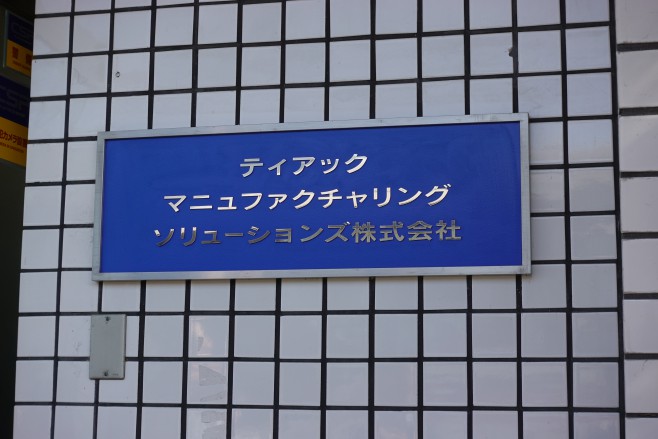 ティアック
マニュファクチャリング
ソリューションズ株式会社